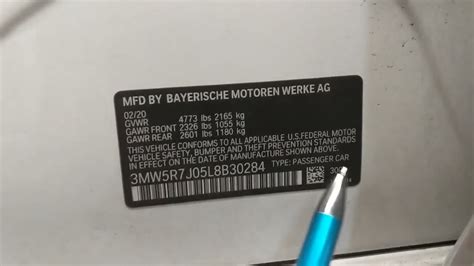 MFD BY BAYERISCHE MOTOREN WERKE AG
02/20
GVWR 4773 lbs 2165 kg
GAWR FRONT 2326 lbs 1055 kg
GAWR REAR 2601 lbs 1180 kg
THIS VEHICLE CONFORMS TO ALL APPLICABLE U.S. FEDERAL MOTOR
VEHICLE SAFETY, BUMPER, AND THEFT PREVENTION STANDARDS
IN EFFECT ON THE DATE OF MANUFACTURE SHOWN ABOVE.
3MW5R7J05L8B30284 TYPE: PASSENGER CAR